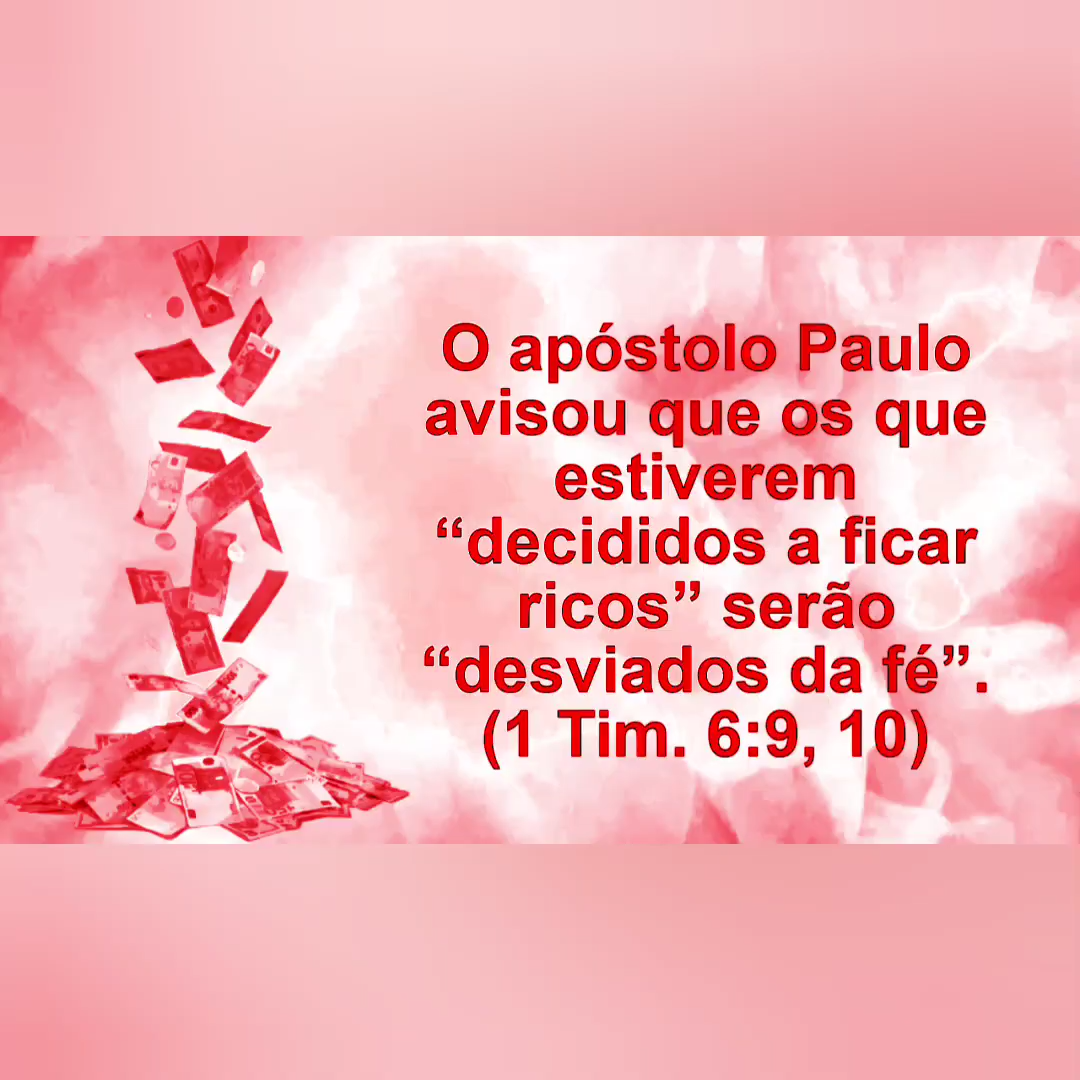 O apóstolo Paulo
avisou que os que
estiverem
“decididos a ficar
ricos” serão
“desviados da fé”.
(1 Tim. 6:9, 10)